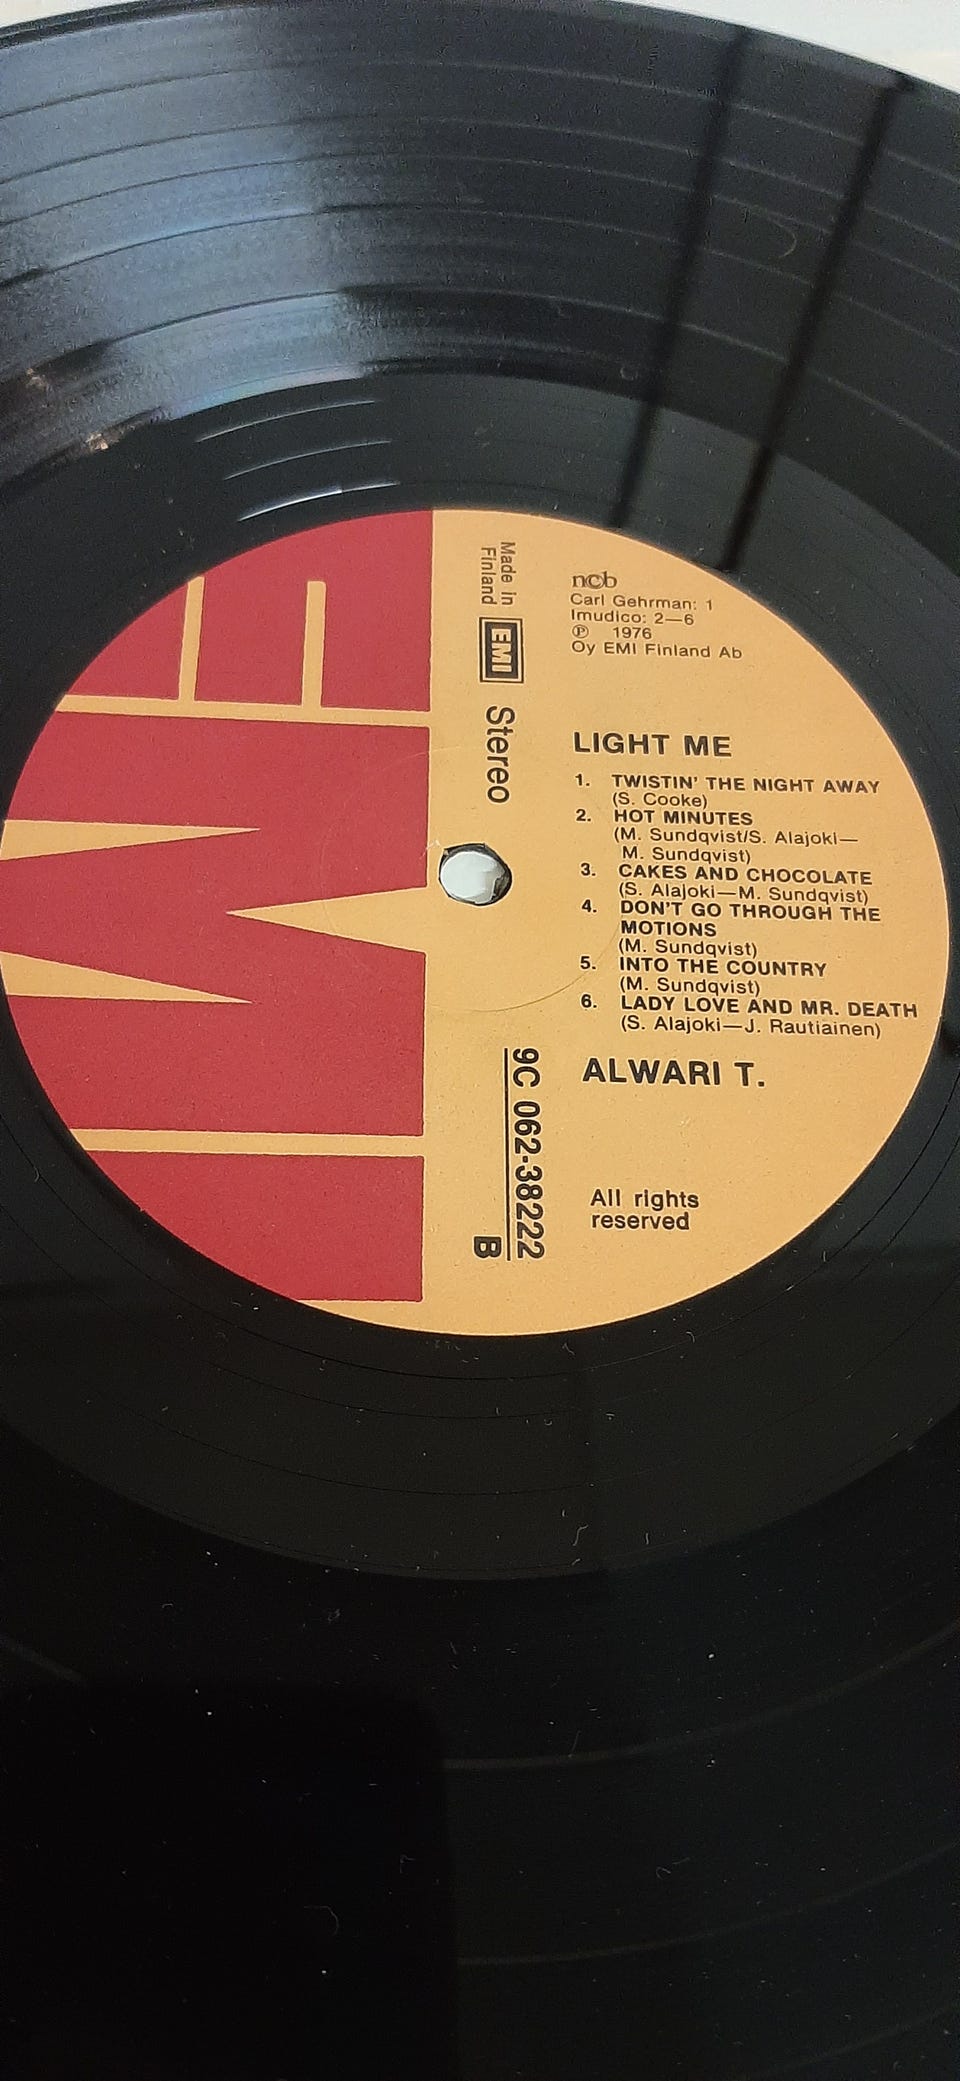 ncb
Carl Gehrman: 1
Imudico: 2—6
Ⓟ 1976
Oy EMI Finland Ab
LIGHT ME
1. TWISTIN' THE NIGHT AWAY
(S. Cooke)
2. HOT MINUTES
(M. Sundqvist/S. Alajoki—
M. Sundqvist)
3. CAKES AND CHOCOLATE
(S. Alajoki—M. Sundqvist)
4. DON'T GO THROUGH THE
MOTIONS
(M. Sundqvist)
5. INTO THE COUNTRY
(M. Sundqvist)
6. LADY LOVE AND MR. DEATH
(S. Alajoki—J. Rautiainen)
ALWARI T.
All rights
reserved
Made in
Finland
EMI
Stereo
9C 062-38222
B
EMI